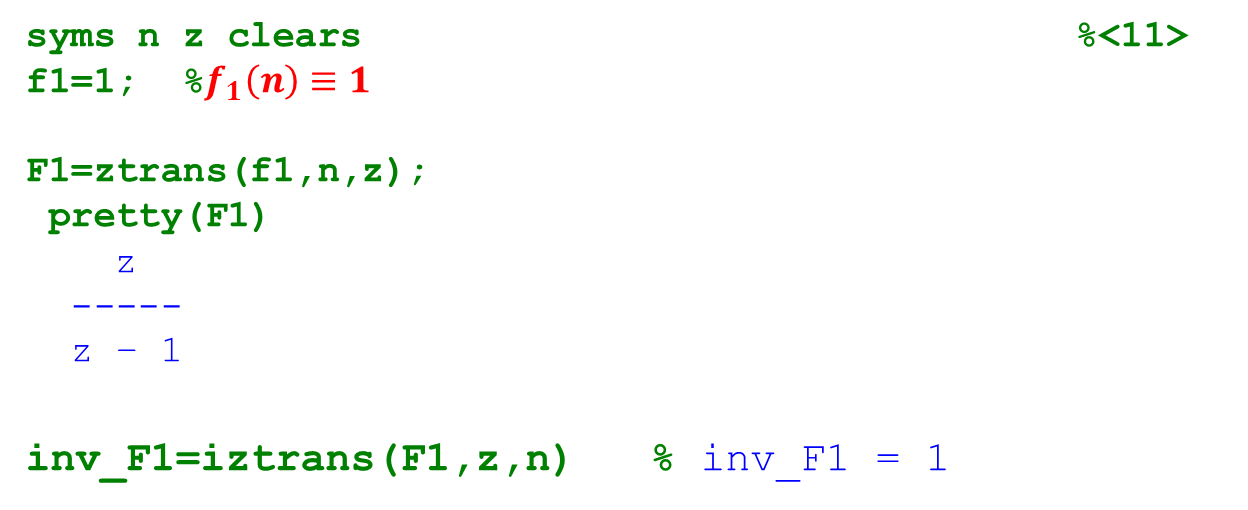 syms n z clears %<11>
f1=1; %f₁(n) ≡ 1
F1=ztrans(f1,n,z);
pretty(F1)
z
-----
z - 1
inv_F1=iztrans(F1,z,n) % inv_F1 = 1